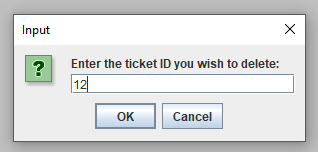 Input
Enter the ticket ID you wish to delete:
12
OK Cancel